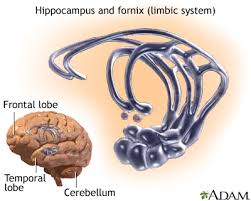 Hippocampus and fornix (limbic system)
Frontal lobe
Temporal
lobe
Cerebellum
ADAM.